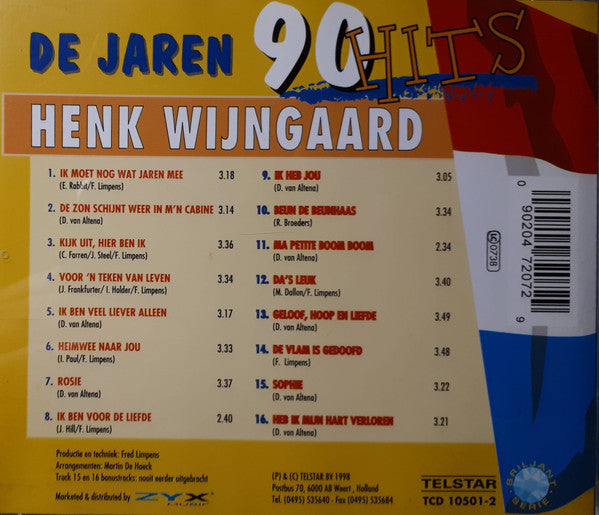 DE JAREN 90 HITS
HENK WIJNGAARD
1. IK MOET NOG WAT JAREN MEE 3.18
(E. Rabbit/F. Limpens)
2. DE ZON SCHIJNT WEER IN M'N CABINE 3.14
(D. van Altena)
3. KIJK UIT, HIER BEN IK 3.36
(C. Farren/J. Steel/F. Limpens)
4. VOOR 'N TEKEN VAN LEVEN 3.34
(J. Frankfurter/ I. Holder/F. Limpens)
5. IK BEN VEEL LIEVER ALLEEN 3.17
(D. van Altena)
6. HEIMWEE NAAR JOU 3.33
(I. Paul/F. Limpens)
7. ROSIE 3.37
(D. van Altena)
8. IK BEN VOOR DE LIEFDE 2.40
(J. Hill/F. Limpens)
9. IK HEB JOU 3.05
(D. van Altena)
10. BEUN DE BEUNHAAS 3.34
(R. Broeders)
11. MA PETITE BOOM BOOM 2.34
(D. van Altena)
12. DA'S LEUK 3.40
(M. Dallon/F. Limpens)
13. GELOOF, HOOP EN LIEFDE 3.49
(D. van Altena)
14. DE VLAM IS GEDOOFD 3.48
(F. Limpens)
15. SOPHIE 3.22
(D. van Altena)
16. HEB IK MIJN HART VERLOREN 3.21
(D. van Altena)
Productie en techniek: Fred Limpens
Arrangementen: Martin De Hoeck
Track 15 en 16 bonustracks: nooit eerder uitgebracht
Marketed & distributed by ZYX MUSIC
(P) & (C) TELSTAR BV 1998
Postbus 70, 6000 AB Weert, Holland
Tel. (0495) 535640 - Fax (0495) 535684
TELSTAR
TCD 10501-2
BRILJANT SERIE
LC 0738
0 90204 72072 9